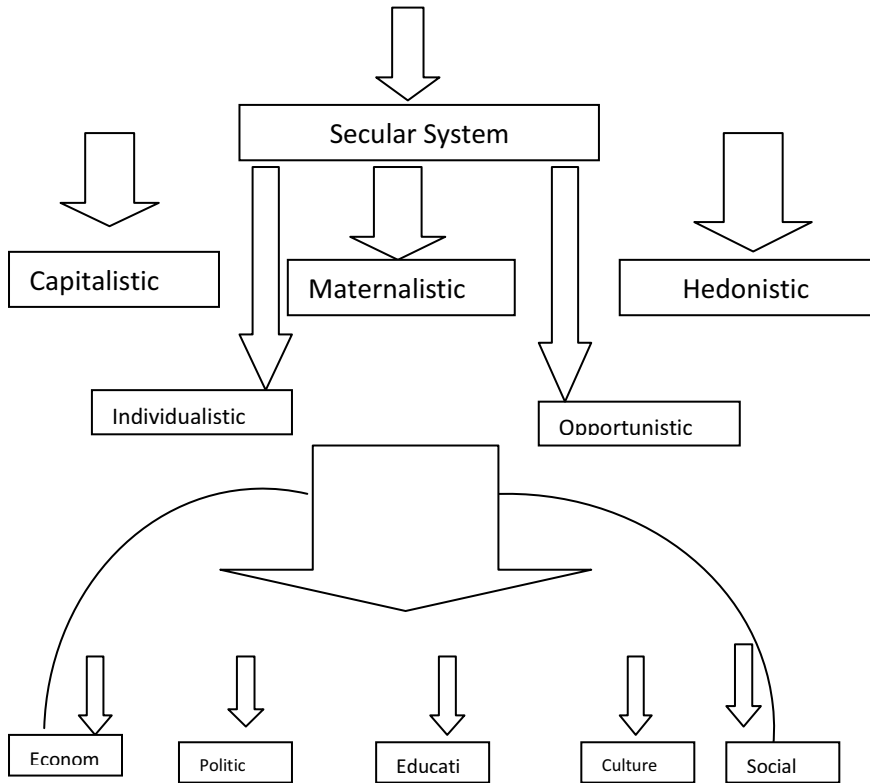 Secular System
Capitalistic
Maternalistic
Hedonistic
Individualistic
Opportunistic
Econom
Politic
Educati
Culture
Social